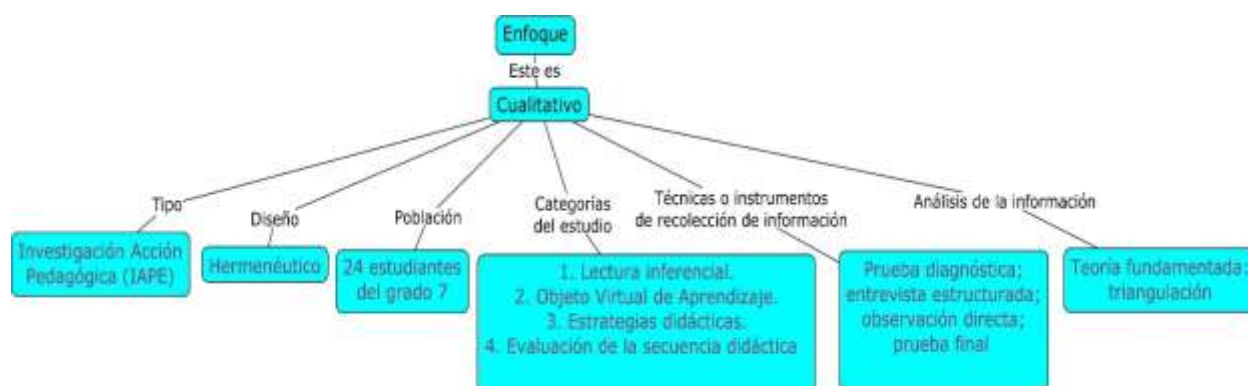 Enfoque
Este es
Cualitativo
Tipo
Diseño
Población
Categorías
del estudio
Técnicas o instrumentos
de recolección de información
Análisis de la información
Investigación Acción
Pedagógica (IAPE)
Hermenéutico
24 estudiantes
del grado 7
1. Lectura inferencial.
2. Objeto Virtual de Aprendizaje.
3. Estrategias didácticas.
4. Evaluación de la secuencia didáctica
Prueba diagnóstica;
entrevista estructurada;
observación directa;
prueba final
Teoría fundamentada:
triangulación